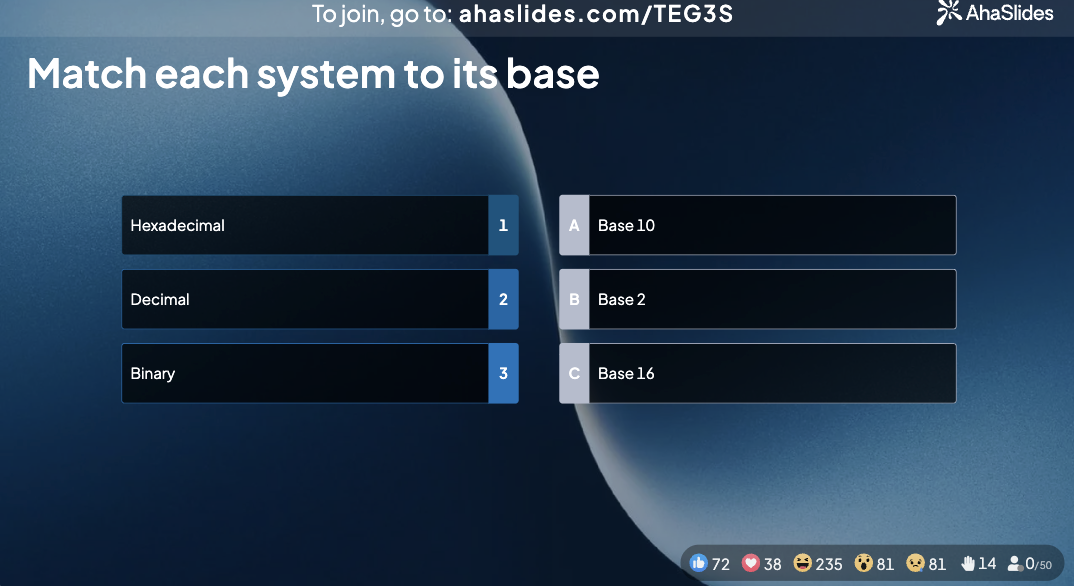 To join, go to: ahaslides.com/TEG3S
AhaSlides
Match each system to its base
Hexadecimal 1 A Base 10
Decimal 2 B Base 2
Binary 3 C Base 16
72 38 235 81 81 14 0/50